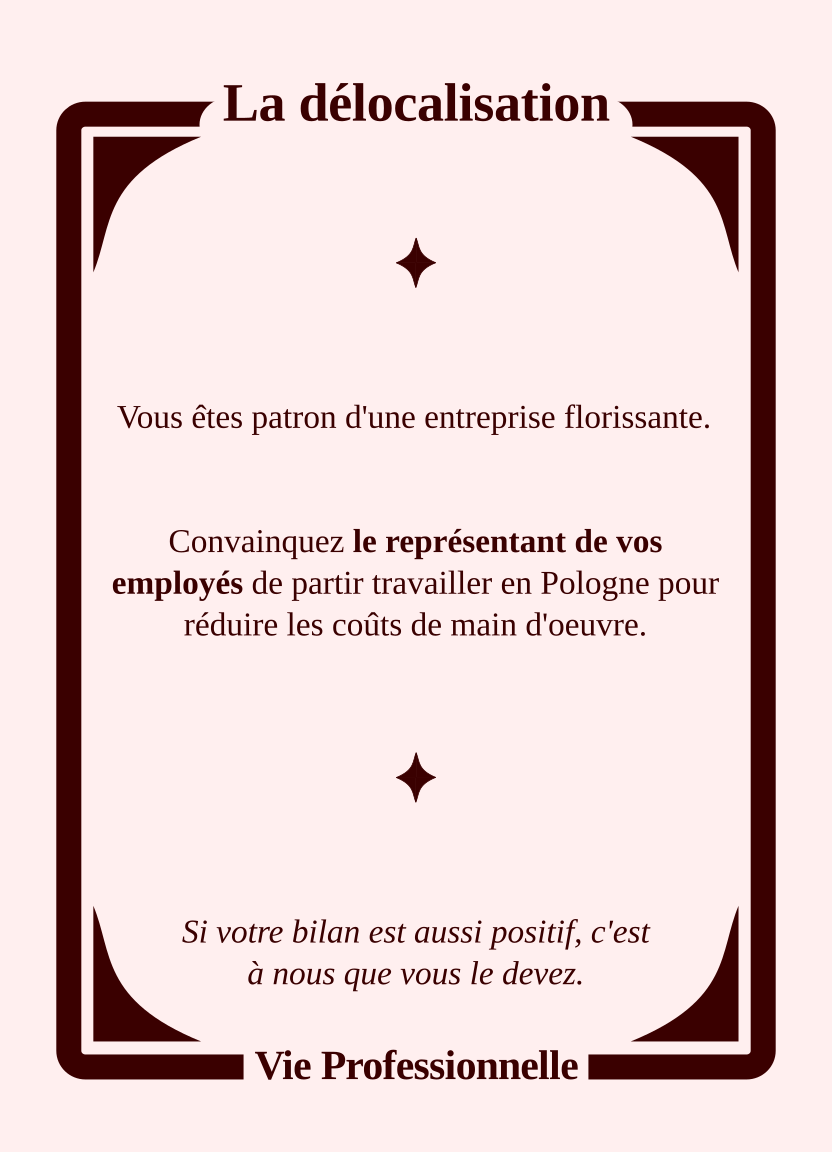 La délocalisation
Vous êtes patron d'une entreprise florissante.
Convainquez le représentant de vos
employés de partir travailler en Pologne pour
réduire les coûts de main d'oeuvre.
Si votre bilan est aussi positif, c'est
à nous que vous le devez.
Vie Professionnelle